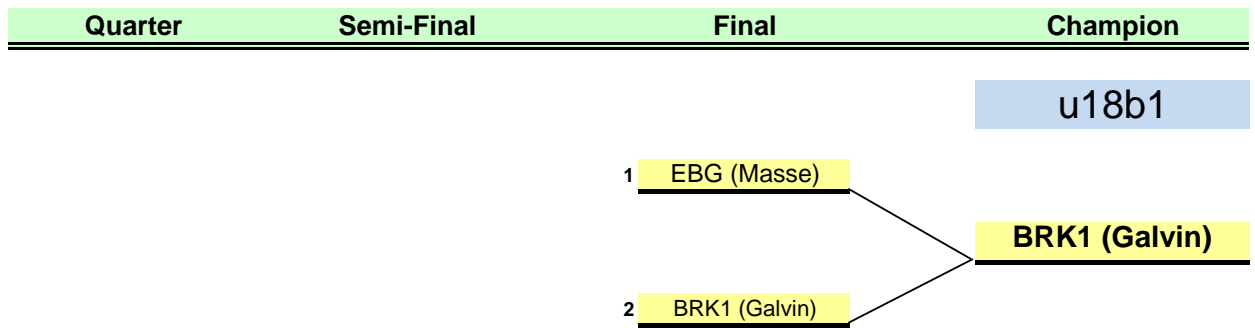 Quarter Semi-Final Final Champion
u18b1
1 EBG (Masse)
BRK1 (Galvin)
2 BRK1 (Galvin)